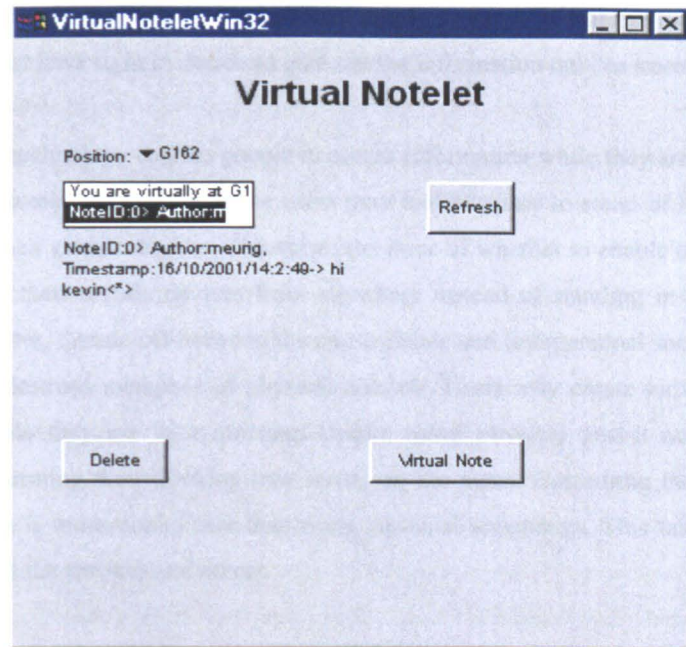 VirtualNoteletWin32
Virtual Notelet
Position: G162
You are virtually at G1
NoteID:0> Author:m
Refresh
NoteID:0> Author:meurig,
Timestamp:16/10/2001/14:2:49-> hi
kevin<*>
Delete
Virtual Note